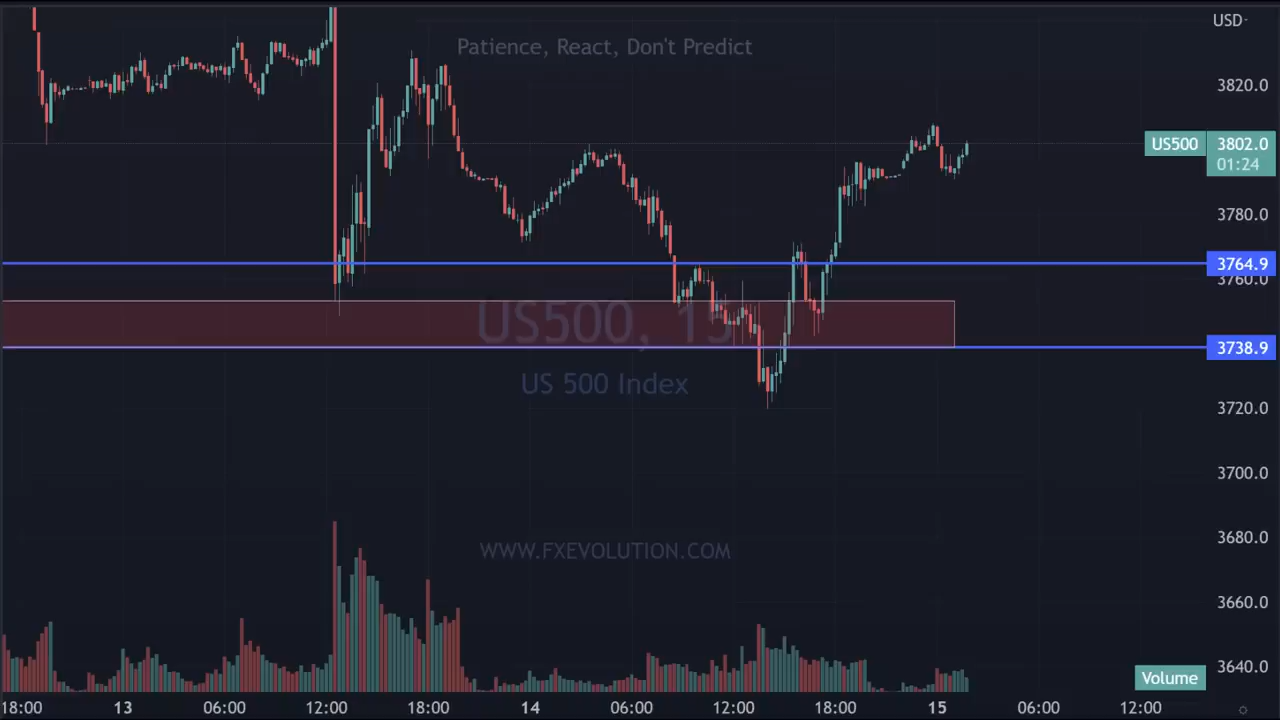 USD
Patience, React, Don't Predict
3820.0
US500 3802.0
01:24
3780.0
3764.9
3760.0
US500, 15
3738.9
US 500 Index
3720.0
3700.0
WWW.FXEVOLUTION.COM
3680.0
3660.0
3640.0
Volume
18:00 13 06:00 12:00 18:00 14 06:00 12:00 18:00 15 06:00 12:00